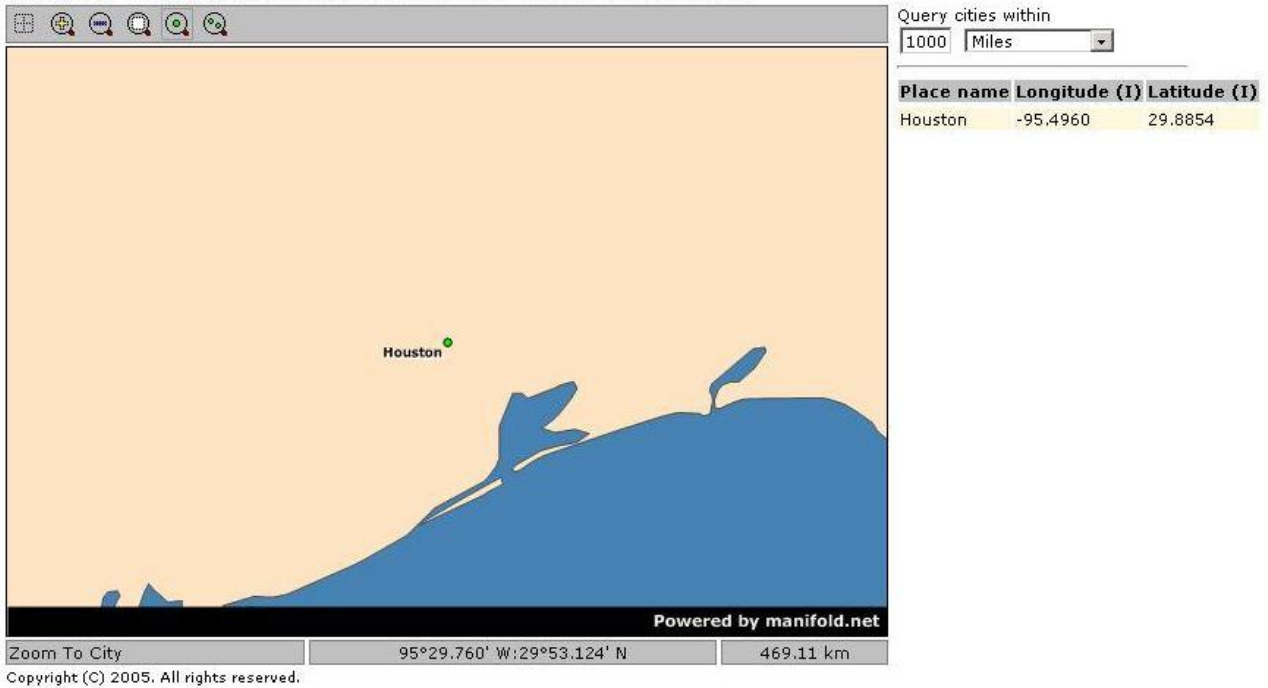 Query cities within
1000 Miles
Place name Longitude (I) Latitude (I)
Houston -95.4960 29.8854
Houston
Powered by manifold.net
Zoom To City 95°29.760' W:29°53.124' N 469.11 km
Copyright (C) 2005. All rights reserved.